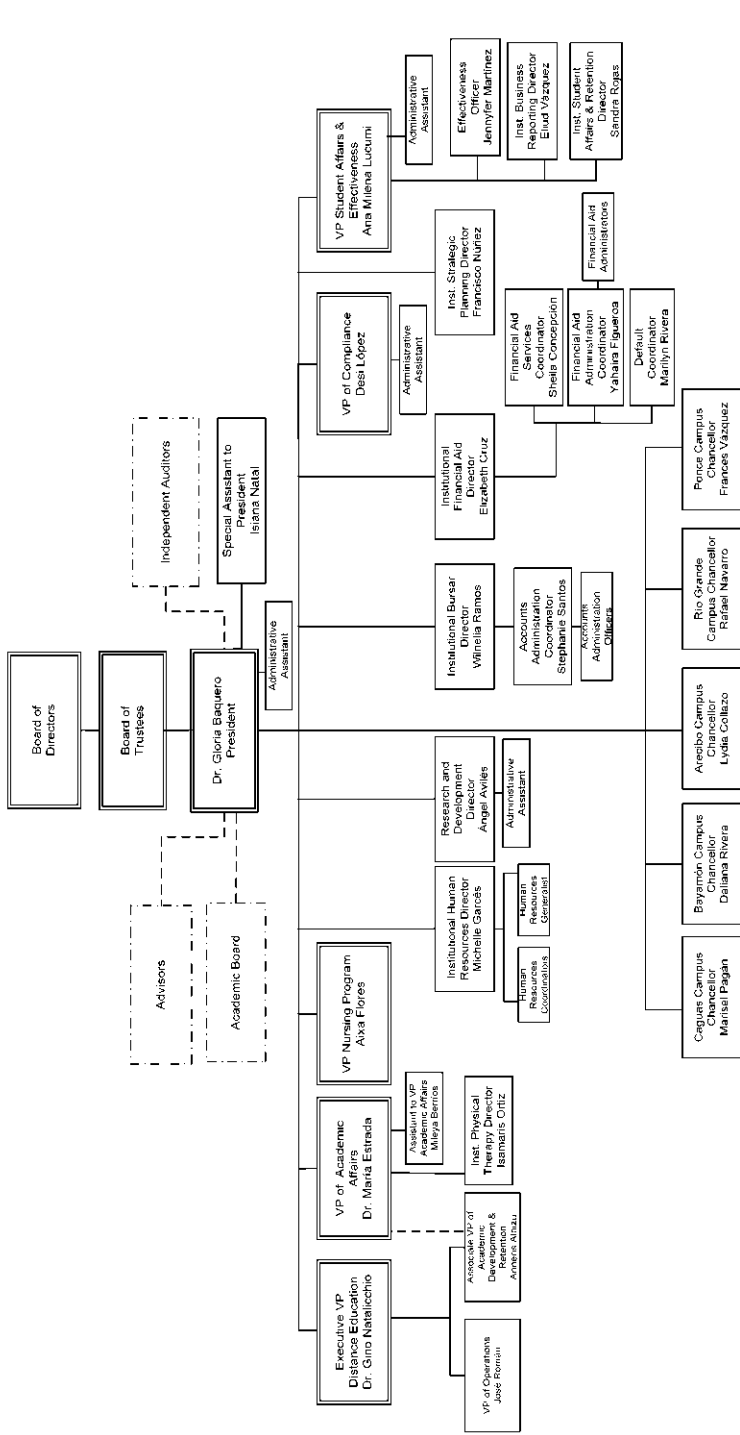 Board of
Directors
Board of
Trustees
Dr. Gloria Baquero
President
Advisors
Academic Board
Independent Auditors
Special Assistant to
President
Isiana Natal
Administrative
Assistant
Executive VP
Distance Education
Dr. Gino Natalicchio
VP of Academic
Affairs
Dr. Maria Estrada
VP Nursing Program
Aixa Flores
VP of Compliance
Desi López
VP Student Affairs &
Effectiveness
Ana Milena Lucumi
Assistant to VP
Academic Affairs
Mileya Berrios
Administrative
Assistant
Administrative
Assistant
VP of Operations
José Román
Associate VP of
Academic
Development &
Retention
Inst. Physical
Therapy Director
Isamaris Ortiz
Institutional Human
Resources Director
Michelle Garcés
Human
Resources
Coordinators
Human
Resources
Generalist
Research and
Development
Director
Ángel Avilés
Administrative
Assistant
Institutional Bursar
Director
Wilnelia Ramos
Accounts
Administration
Coordinator
Stephanie Santos
Accounts
Administration
Officers
Institutional
Financial Aid
Director
Elizabeth Cruz
Financial Aid
Services
Coordinator
Sheila Concepción
Financial Aid
Administration
Coordinator
Yahaira Figueroa
Default
Coordinator
Marilyn Rivera
Financial Aid
Administrators
Inst. Strategic
Planning Director
Francisco Núñez
Effectiveness
Officer
Jennyfer Martínez
Inst. Business
Reporting Director
Eliud Vázquez
Inst. Student
Affairs & Retention
Director
Sandra Rojas
Caguas Campus
Chancellor
Marisel Pagán
Bayamón Campus
Chancellor
Daliana Rivera
Arecibo Campus
Chancellor
Lydia Collazo
Rio Grande
Campus Chancellor
Rafael Navarro
Ponce Campus
Chancellor
Frances Vázquez